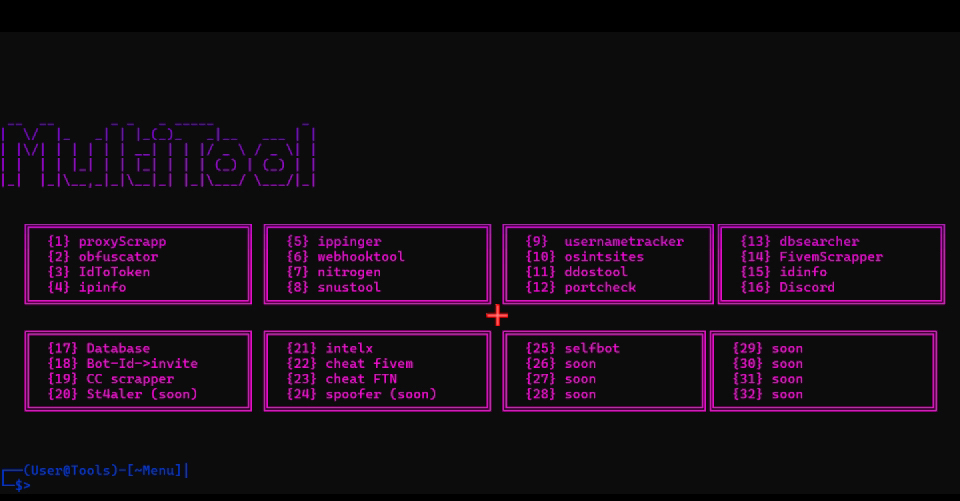 MultiTool
{1} proxyScrapp
{2} obfuscator
{3} IdToToken
{4} ipinfo
{5} ippinger
{6} webhooktool
{7} nitrogen
{8} snustool
{9} usernametracker
{10} osintsites
{11} ddostool
{12} portcheck
{13} dbsearcher
{14} FivemScrapper
{15} idinfo
{16} Discord
{17} Database
{18} Bot-Id->invite
{19} CC scrapper
{20} St4aler (soon)
{21} intelx
{22} cheat fivem
{23} cheat FTN
{24} spoofer (soon)
{25} selfbot
{26} soon
{27} soon
{28} soon
{29} soon
{30} soon
{31} soon
{32} soon
(User@Tools)-[~Menu]|
$>